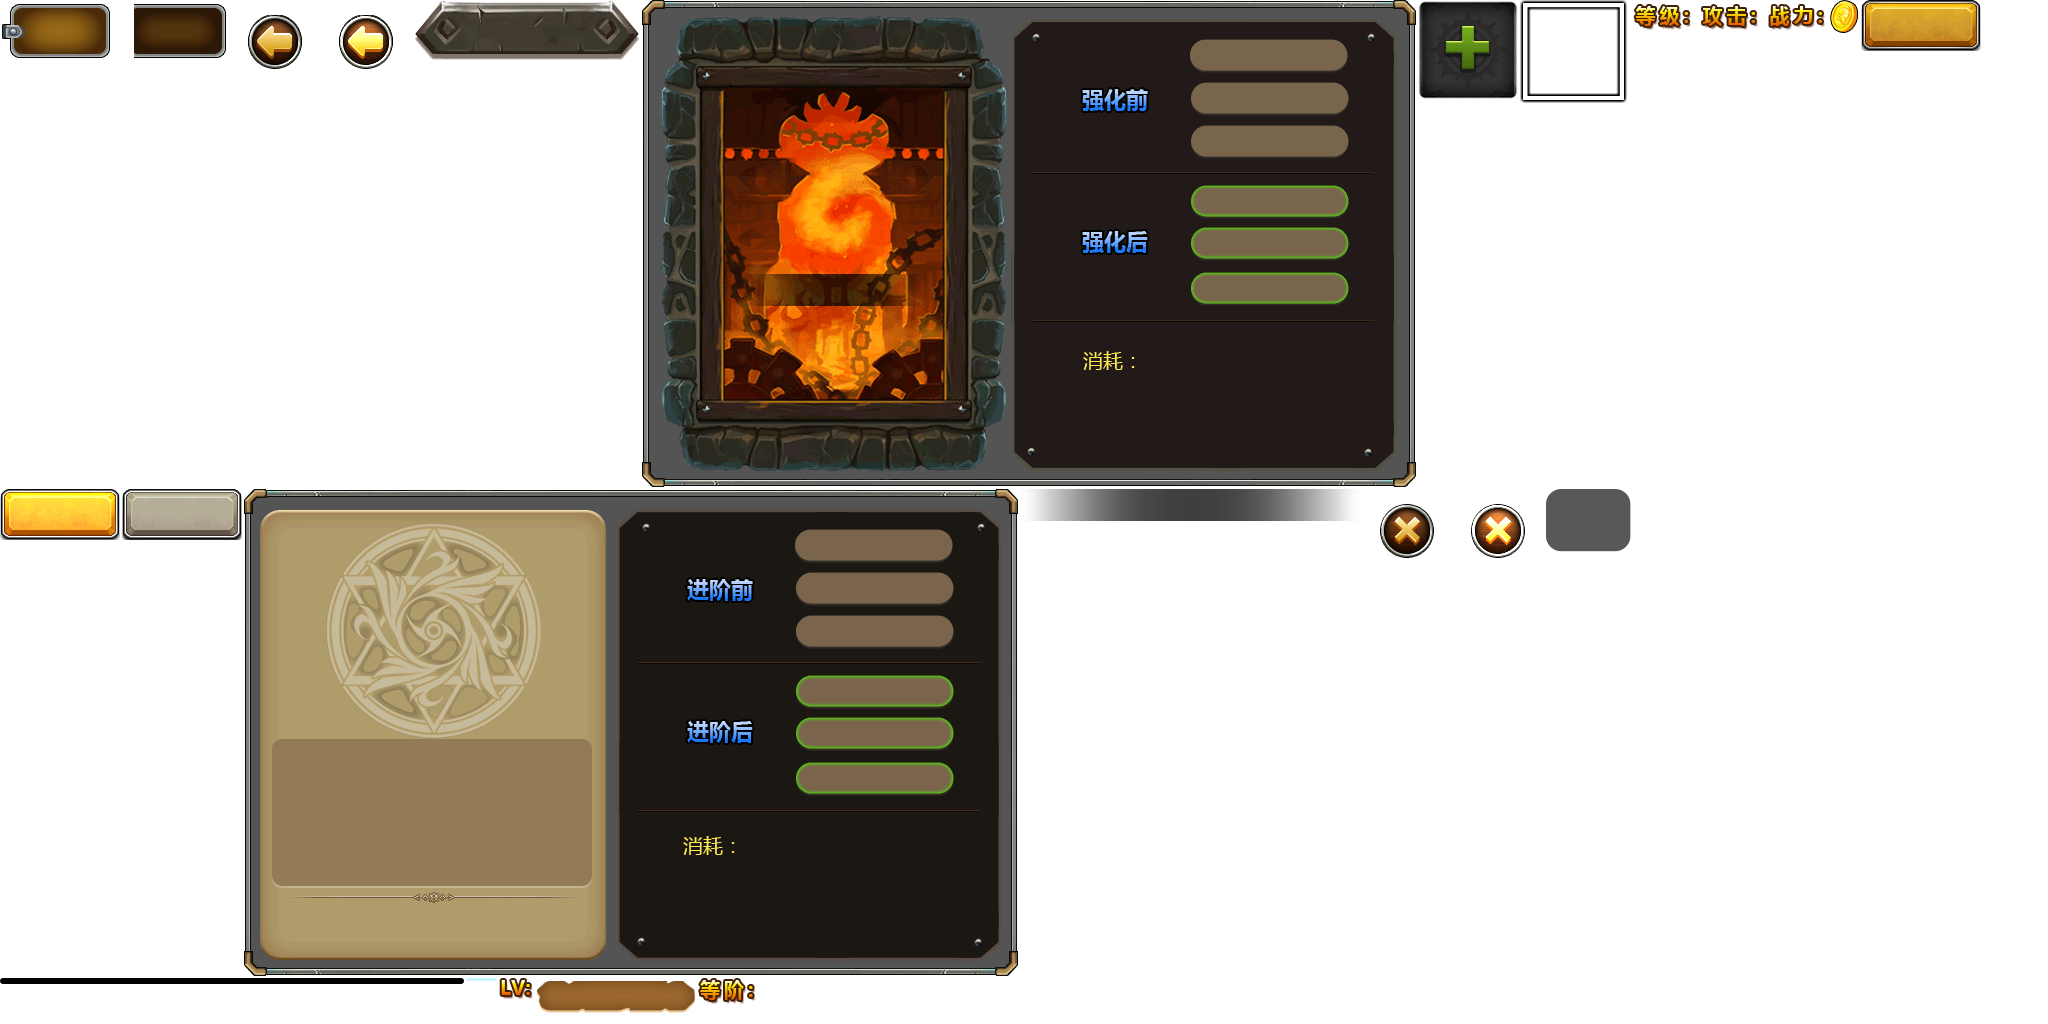 等级：攻击：战力：
强化前
强化后
消耗：
进阶前
进阶后
消耗：
LV:
等阶：